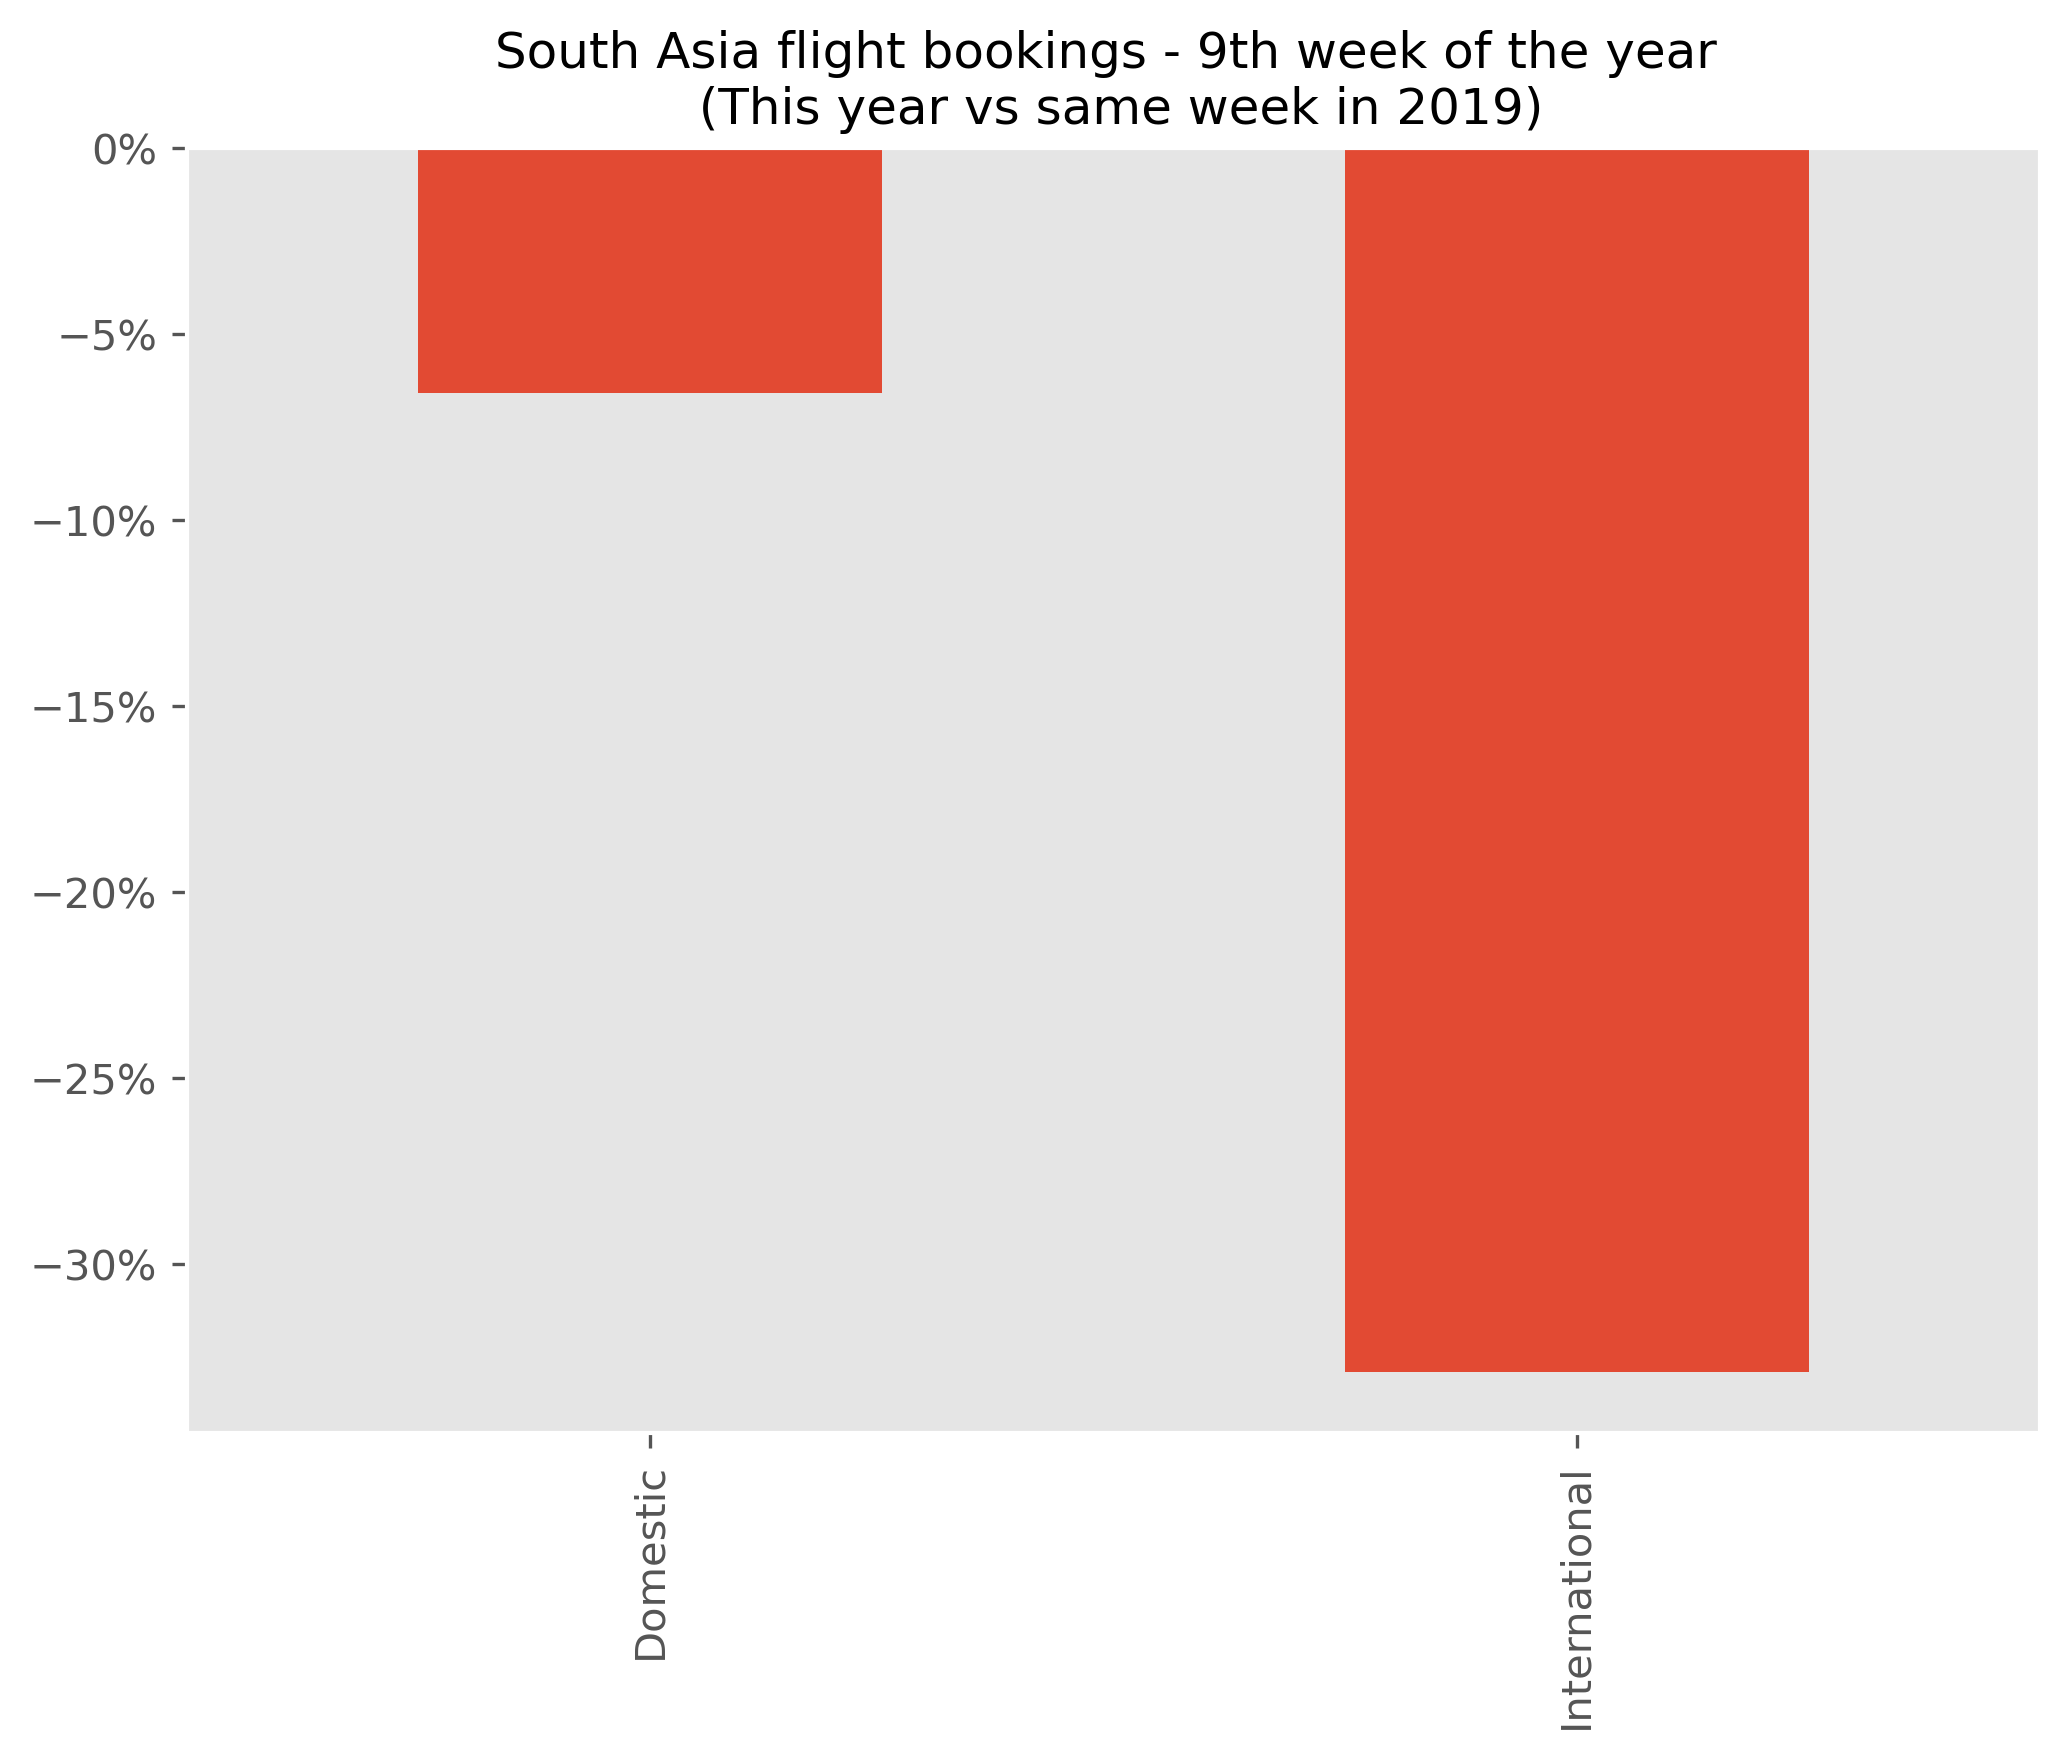 South Asia flight bookings - 9th week of the year
(This year vs same week in 2019)
0%
−5%
−10%
−15%
−20%
−25%
−30%
Domestic
International